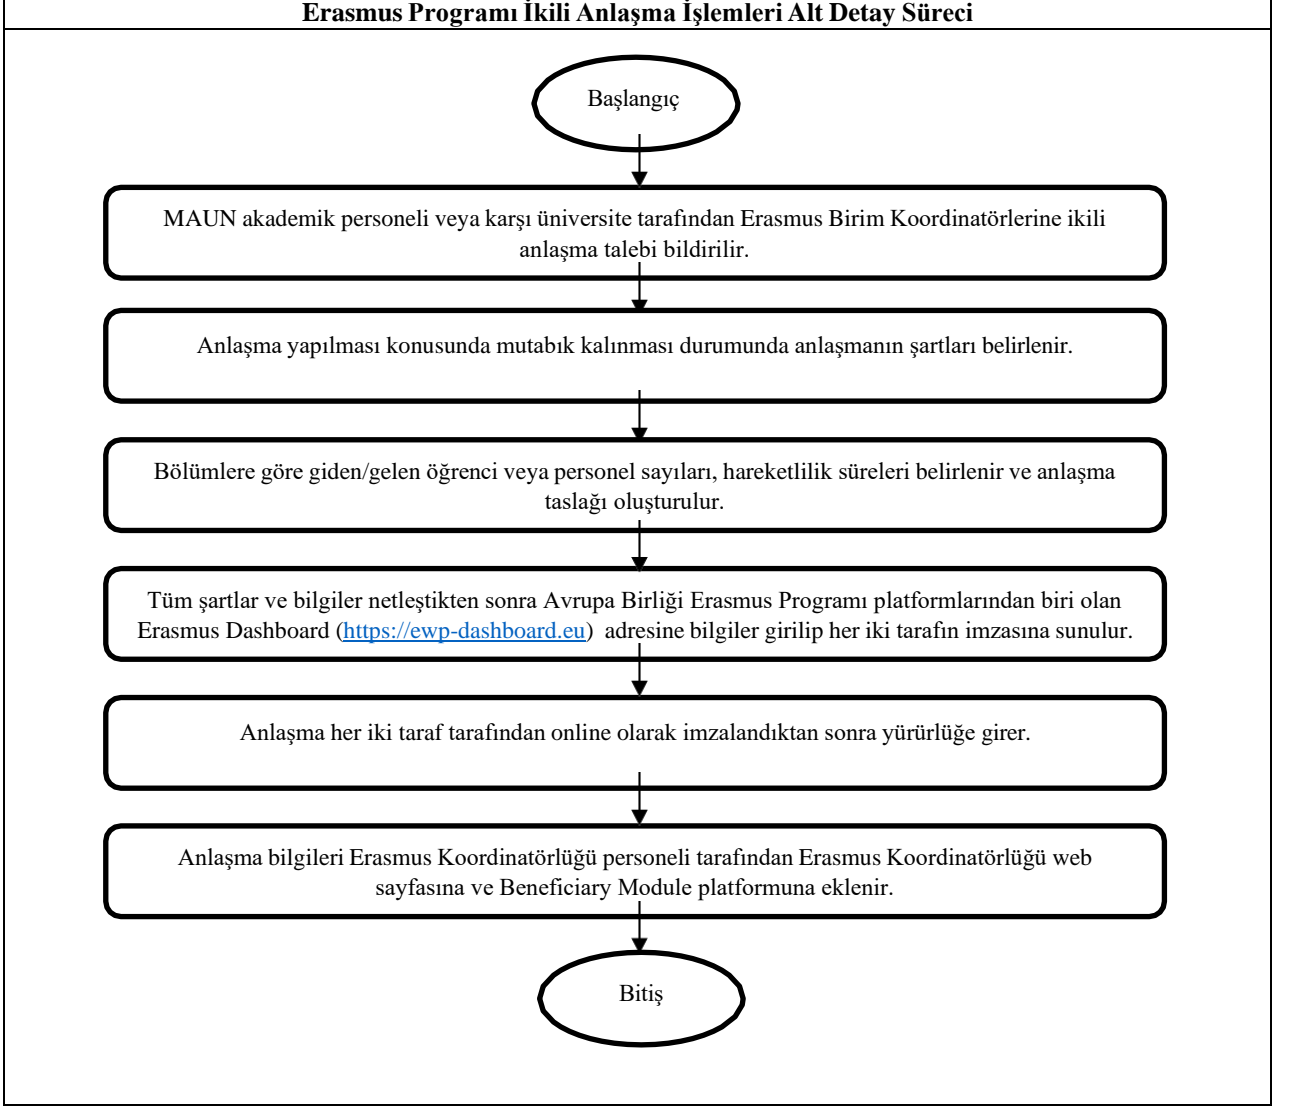 Erasmus Programı İkili Anlaşma İşlemleri Alt Detay Süreci
Başlangıç
MAUN akademik personeli veya karşı üniversite tarafından Erasmus Birim Koordinatörlerine ikili
anlaşma talebi bildirilir.
Anlaşma yapılması konusunda mutabık kalınması durumunda anlaşmanın şartları belirlenir.
Bölümlere göre giden/gelen öğrenci veya personel sayıları, hareketlilik süreleri belirlenir ve anlaşma
taslağı oluşturulur.
Tüm şartlar ve bilgiler netleştikten sonra Avrupa Birliği Erasmus Programı platformlarından biri olan
Erasmus Dashboard (https://ewp-dashboard.eu) adresine bilgiler girilip her iki tarafın imzasına sunulur.
Anlaşma her iki taraf tarafından online olarak imzalandıktan sonra yürürlüğe girer.
Anlaşma bilgileri Erasmus Koordinatörlüğü personeli tarafından Erasmus Koordinatörlüğü web
sayfasına ve Beneficiary Module platformuna eklenir.
Bitiş